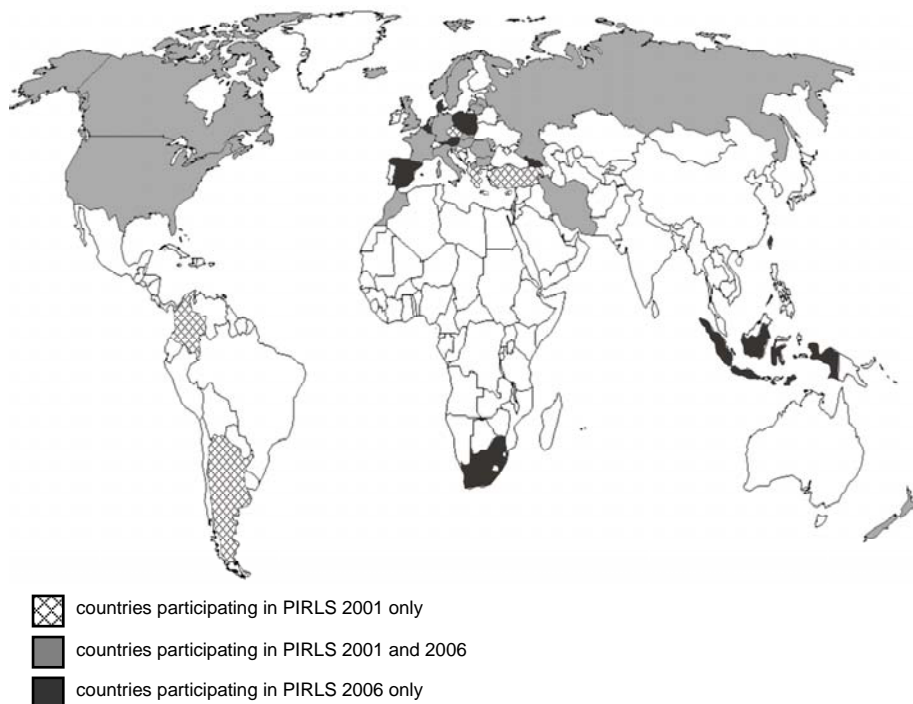 countries participating in PIRLS 2001 only
countries participating in PIRLS 2001 and 2006
countries participating in PIRLS 2006 only